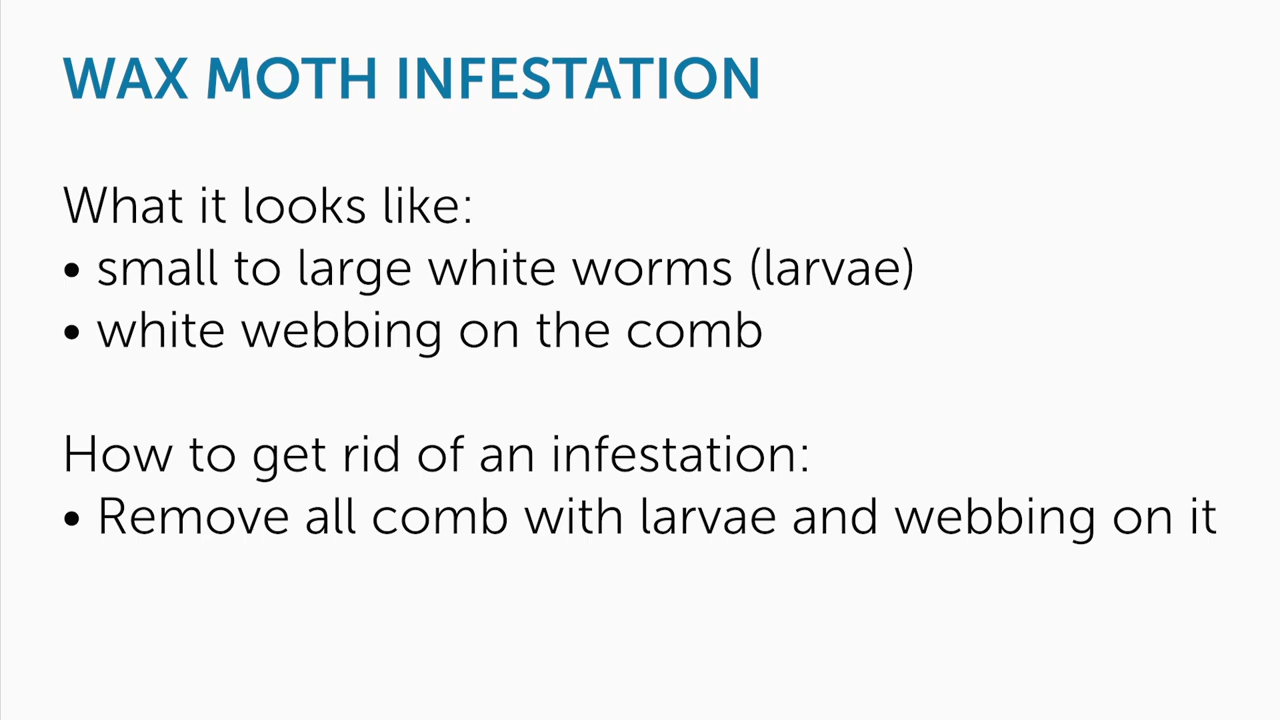 WAX MOTH INFESTATION
What it looks like:
• small to large white worms (larvae)
• white webbing on the comb
How to get rid of an infestation:
• Remove all comb with larvae and webbing on it